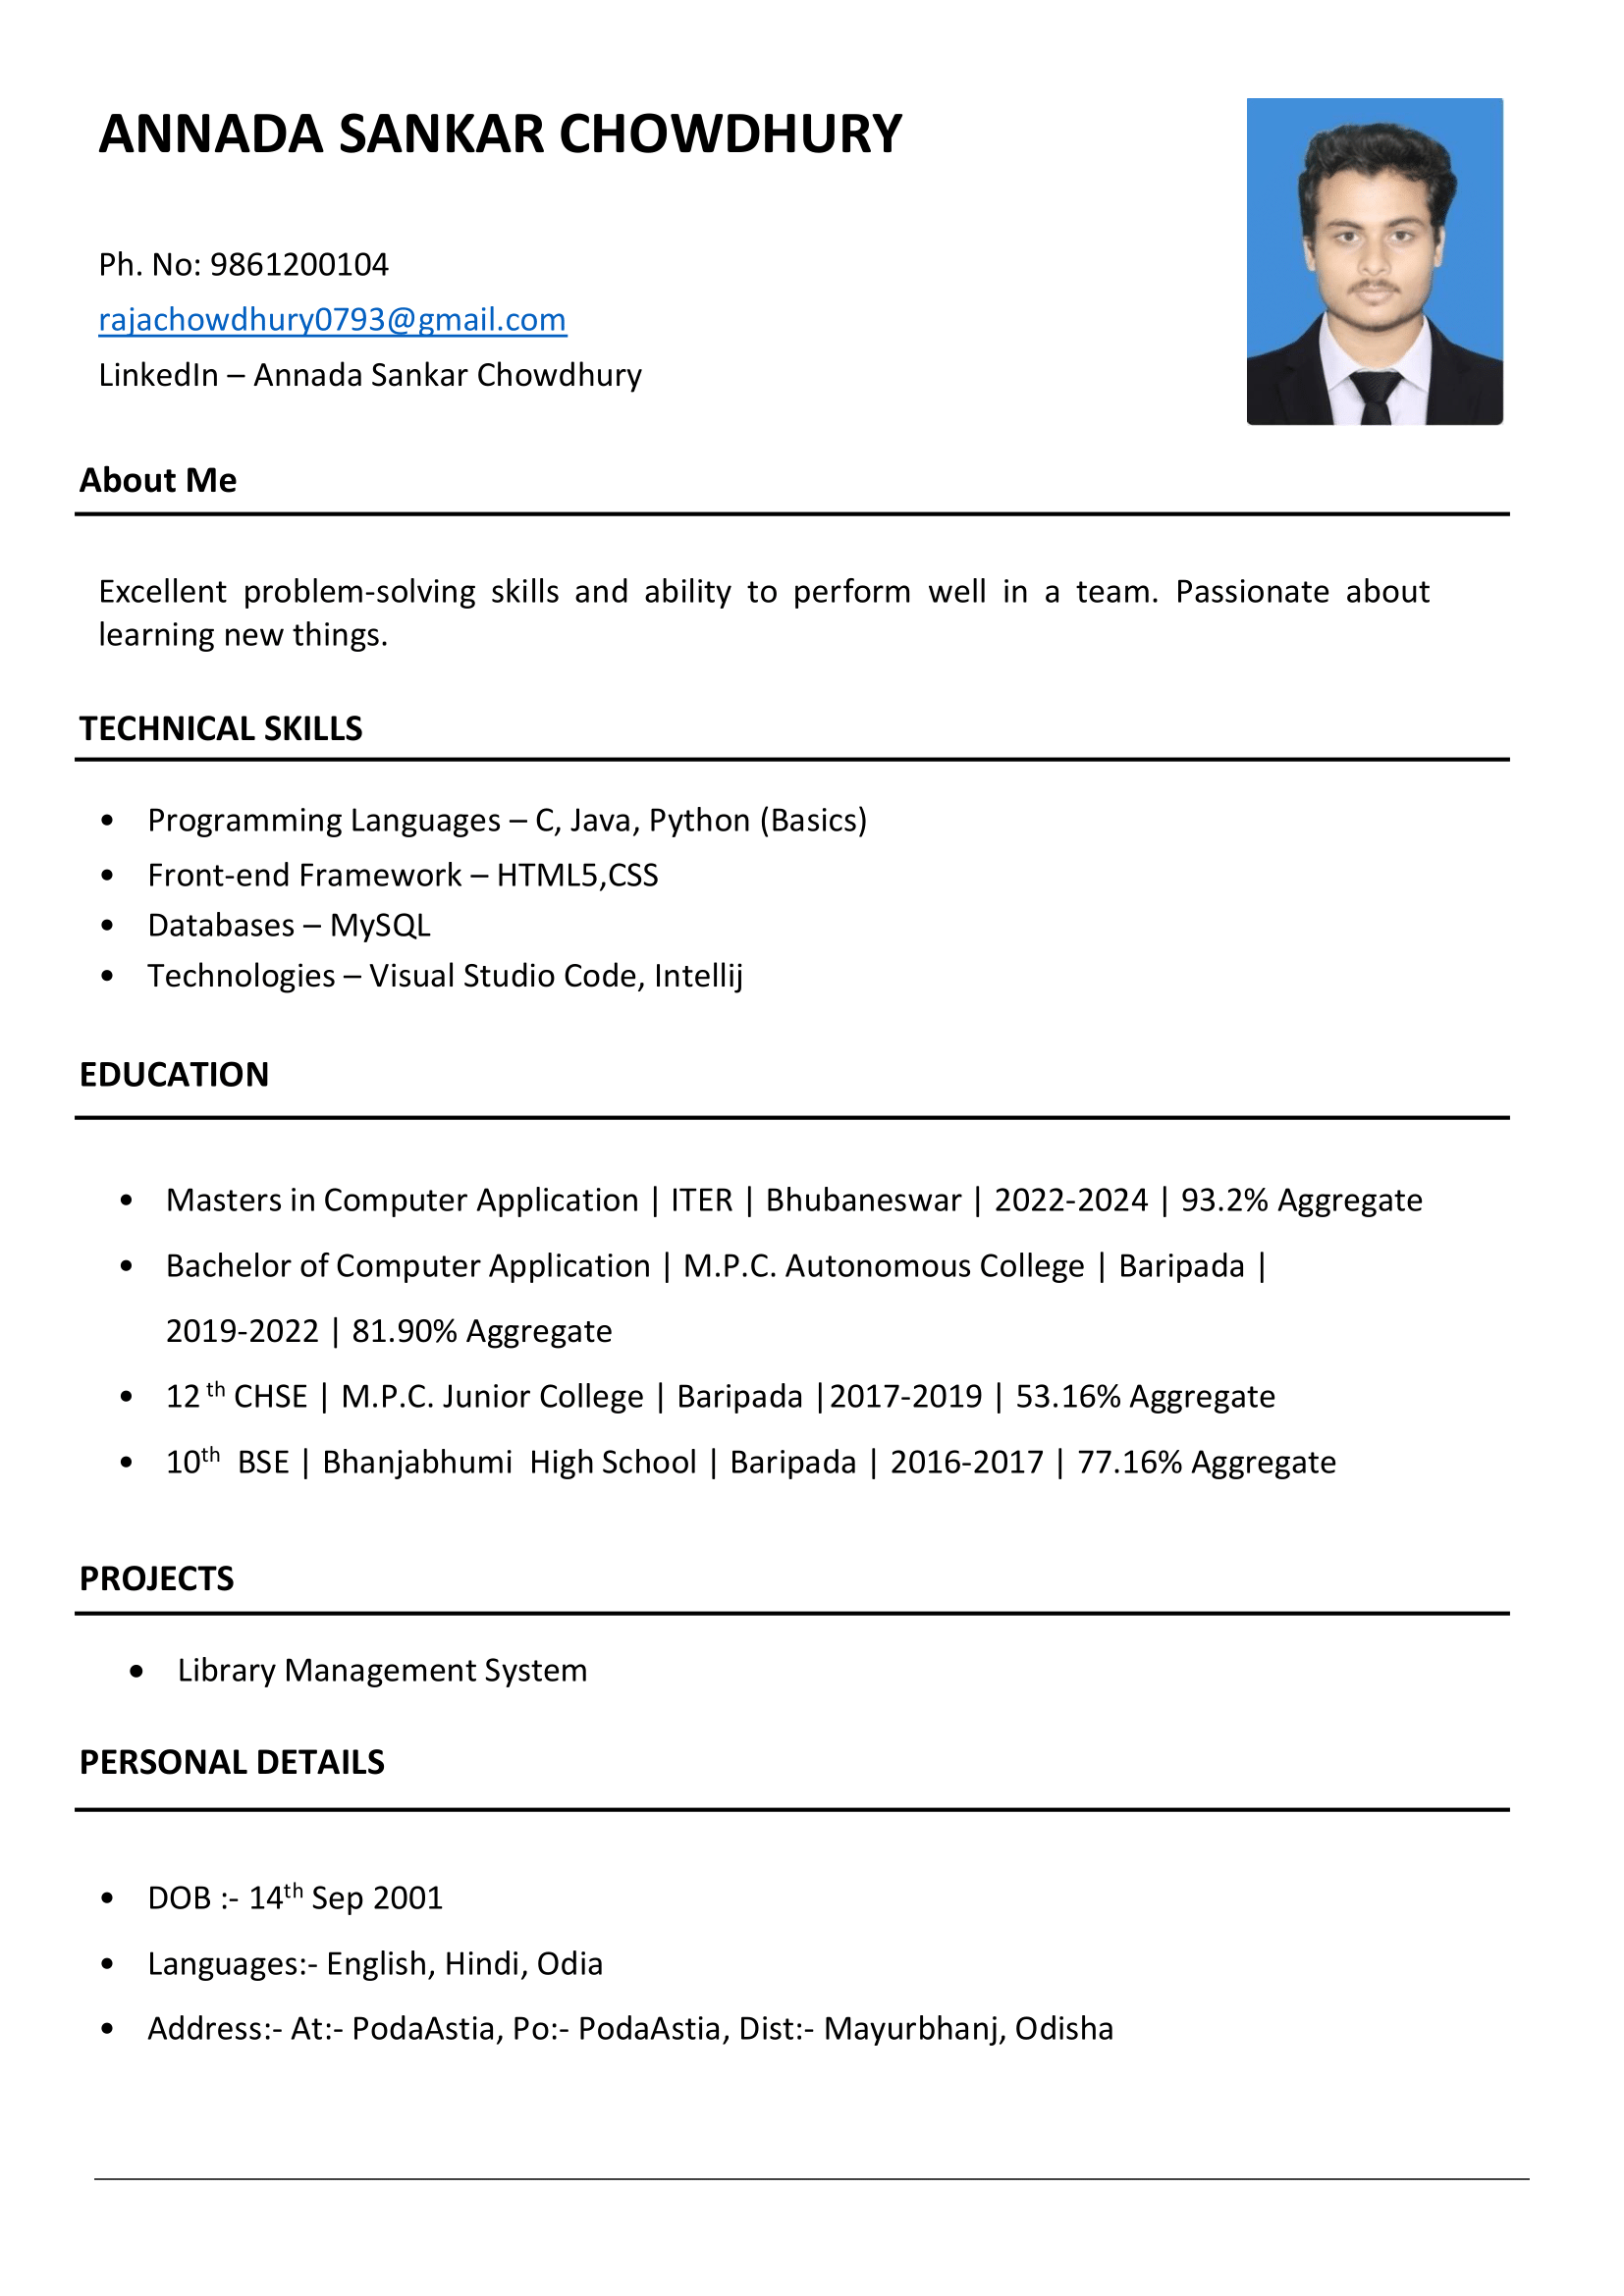 ANNADA SANKAR CHOWDHURY
Ph. No: 9861200104
rajachowdhury0793@gmail.com
LinkedIn – Annada Sankar Chowdhury
About Me
Excellent problem-solving skills and ability to perform well in a team. Passionate about
learning new things.
TECHNICAL SKILLS
• Programming Languages – C, Java, Python (Basics)
• Front-end Framework – HTML5,CSS
• Databases – MySQL
• Technologies – Visual Studio Code, Intellij
EDUCATION
• Masters in Computer Application | ITER | Bhubaneswar | 2022-2024 | 93.2% Aggregate
• Bachelor of Computer Application | M.P.C. Autonomous College | Baripada |
2019-2022 | 81.90% Aggregate
• 12 th CHSE | M.P.C. Junior College | Baripada |2017-2019 | 53.16% Aggregate
• 10th BSE | Bhanjabhumi High School | Baripada | 2016-2017 | 77.16% Aggregate
PROJECTS
• Library Management System
PERSONAL DETAILS
• DOB :- 14th Sep 2001
• Languages:- English, Hindi, Odia
• Address:- At:- PodaAstia, Po:- PodaAstia, Dist:- Mayurbhanj, Odisha